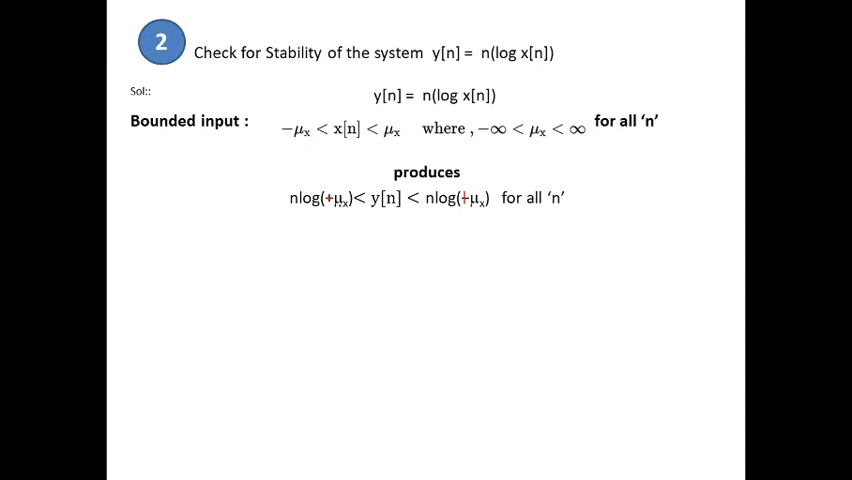 2
Check for Stability of the system y[n] = n(log x[n])
Sol::
y[n] = n(log x[n])
Bounded input : −μx < x[n] < μx where , −∞ < μx < ∞ for all ‘n’
produces
nlog(+μx)< y[n] < nlog(+μx) for all ‘n’